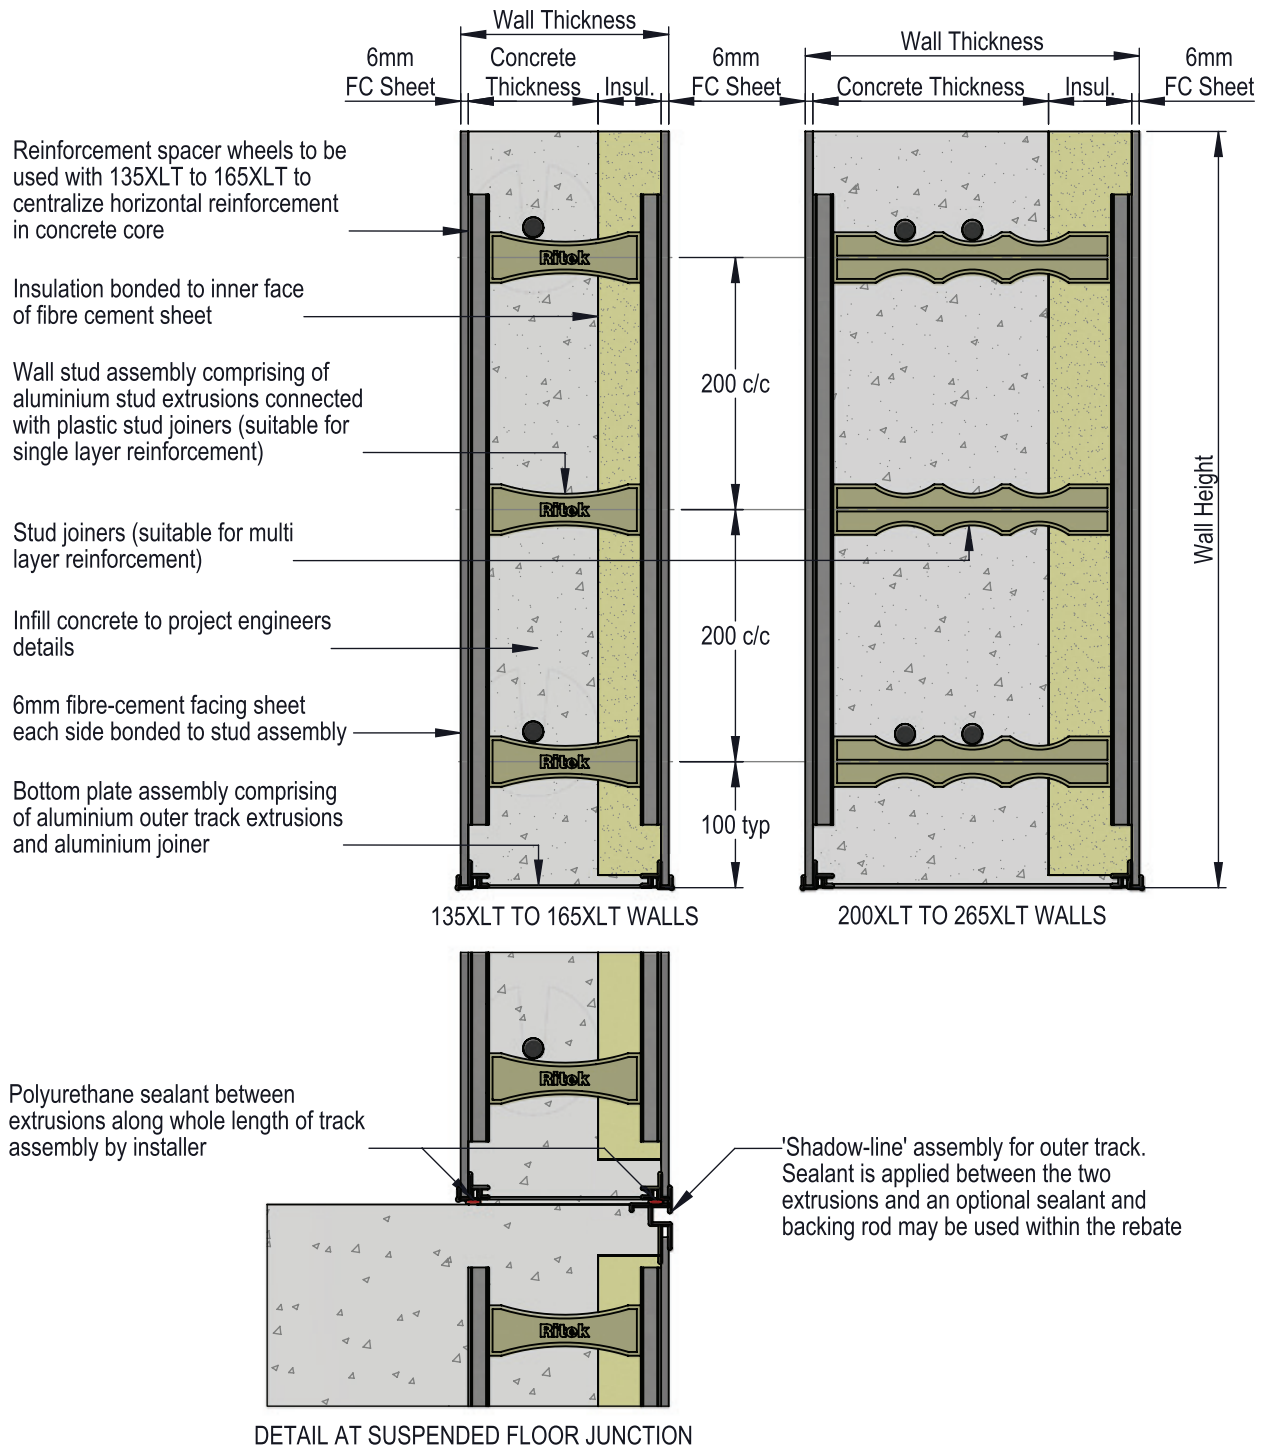 Wall Thickness
6mm
FC Sheet
Concrete
Thickness
Insul.
6mm
FC Sheet
Wall Thickness
Concrete Thickness
Insul.
6mm
FC Sheet
Reinforcement spacer wheels to be
used with 135XLT to 165XLT to
centralize horizontal reinforcement
in concrete core
Insulation bonded to inner face
of fibre cement sheet
Wall stud assembly comprising of
aluminium stud extrusions connected
with plastic stud joiners (suitable for
single layer reinforcement)
Stud joiners (suitable for multi
layer reinforcement)
Infill concrete to project engineers
details
6mm fibre-cement facing sheet
each side bonded to stud assembly
Bottom plate assembly comprising
of aluminium outer track extrusions
and aluminium joiner
Ritek
Ritek
Ritek
200 c/c
200 c/c
100 typ
Wall Height
135XLT TO 165XLT WALLS
200XLT TO 265XLT WALLS
Ritek
Polyurethane sealant between
extrusions along whole length of track
assembly by installer
'Shadow-line' assembly for outer track.
Sealant is applied between the two
extrusions and an optional sealant and
backing rod may be used within the rebate
Ritek
DETAIL AT SUSPENDED FLOOR JUNCTION